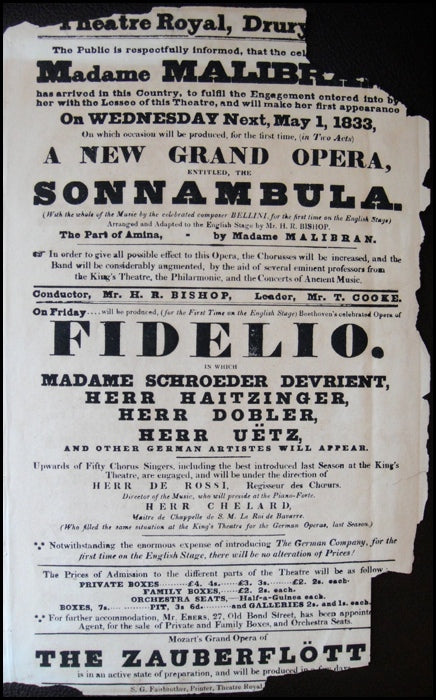 Theatre Royal, Drury
The Public is respectfully informed, that the cel
Madame MALIBRAN
has arrived in this Country, to fulfil the Engagement entered into by
her with the Lessee of this Theatre, and will make her first appearance
On WEDNESDAY Next, May 1, 1833,
On which occasion will be produced, for the first time, (in Two Acts)
A NEW GRAND OPERA,
ENTITLED, THE
SONNAMBULA.
(With the whole of the Music by the celebrated composer BELLINI, for the first time on the English Stage)
Arranged and Adapted to the English Stage by Mr. H. R. BISHOP.
The Part of Amina, - by Madame MALIBRAN.
☞ In order to give all possible effect to this Opera, the Chorusses will be increased, and the
Band will be considerably augmented, by the aid of several eminent professors from
the King's Theatre, the Philharmonic, and the Concerts of Ancient Music.
Conductor, Mr. H. R. BISHOP, Leader, Mr. T. COOKE.
On Friday....will be produced, (for the First Time on the English Stage) Beethoven's celebrated Opera of
FIDELIO.
IN WHICH
MADAME SCHROEDER DEVRIENT,
HERR HAITZINGER,
HERR DOBLER,
HERR UËTZ,
AND OTHER GERMAN ARTISTES WILL APPEAR.
Upwards of Fifty Chorus Singers, including the best introduced last Season at the King's
Theatre, are engaged, and will be under the direction of
HERR DE ROSSI, Regisseur des Chœurs.
Director of the Music, who will preside at the Piano-Forte,
HERR CHELARD,
Maitre de Chappelle de S. M. Le Roi de Bavarre.
(Who filled the same situation at the King's Theatre for the German Operas, last Season.)
Notwithstanding the enormous expense of introducing The German Company, for the
first time on the English Stage, there will be no alteration of Prices!
The Prices of Admission to the different parts of the Theatre will be as follow
PRIVATE BOXES ........£4. 4s.....£3. 3s.......£2. 2s. each.
FAMILY BOXES,.....£2. 2s. each.
ORCHESTRA SEATS,—Half-a-Guinea each.
BOXES, 7s............PIT, 3s 6d.......and GALLERIES 2s. and 1s. each.
For further accommodation, Mr. EBERS, 27, Old Bond Street, has been appointe
Agent, for the sale of Private and Family Boxes, and Orchestra Seats.
Mozart's Grand Opera of
THE ZAUBERFLÖTT
is in an active state of preparation, and will be produced in a few days
S. G. Fairbrother, Printer, Theatre Royal